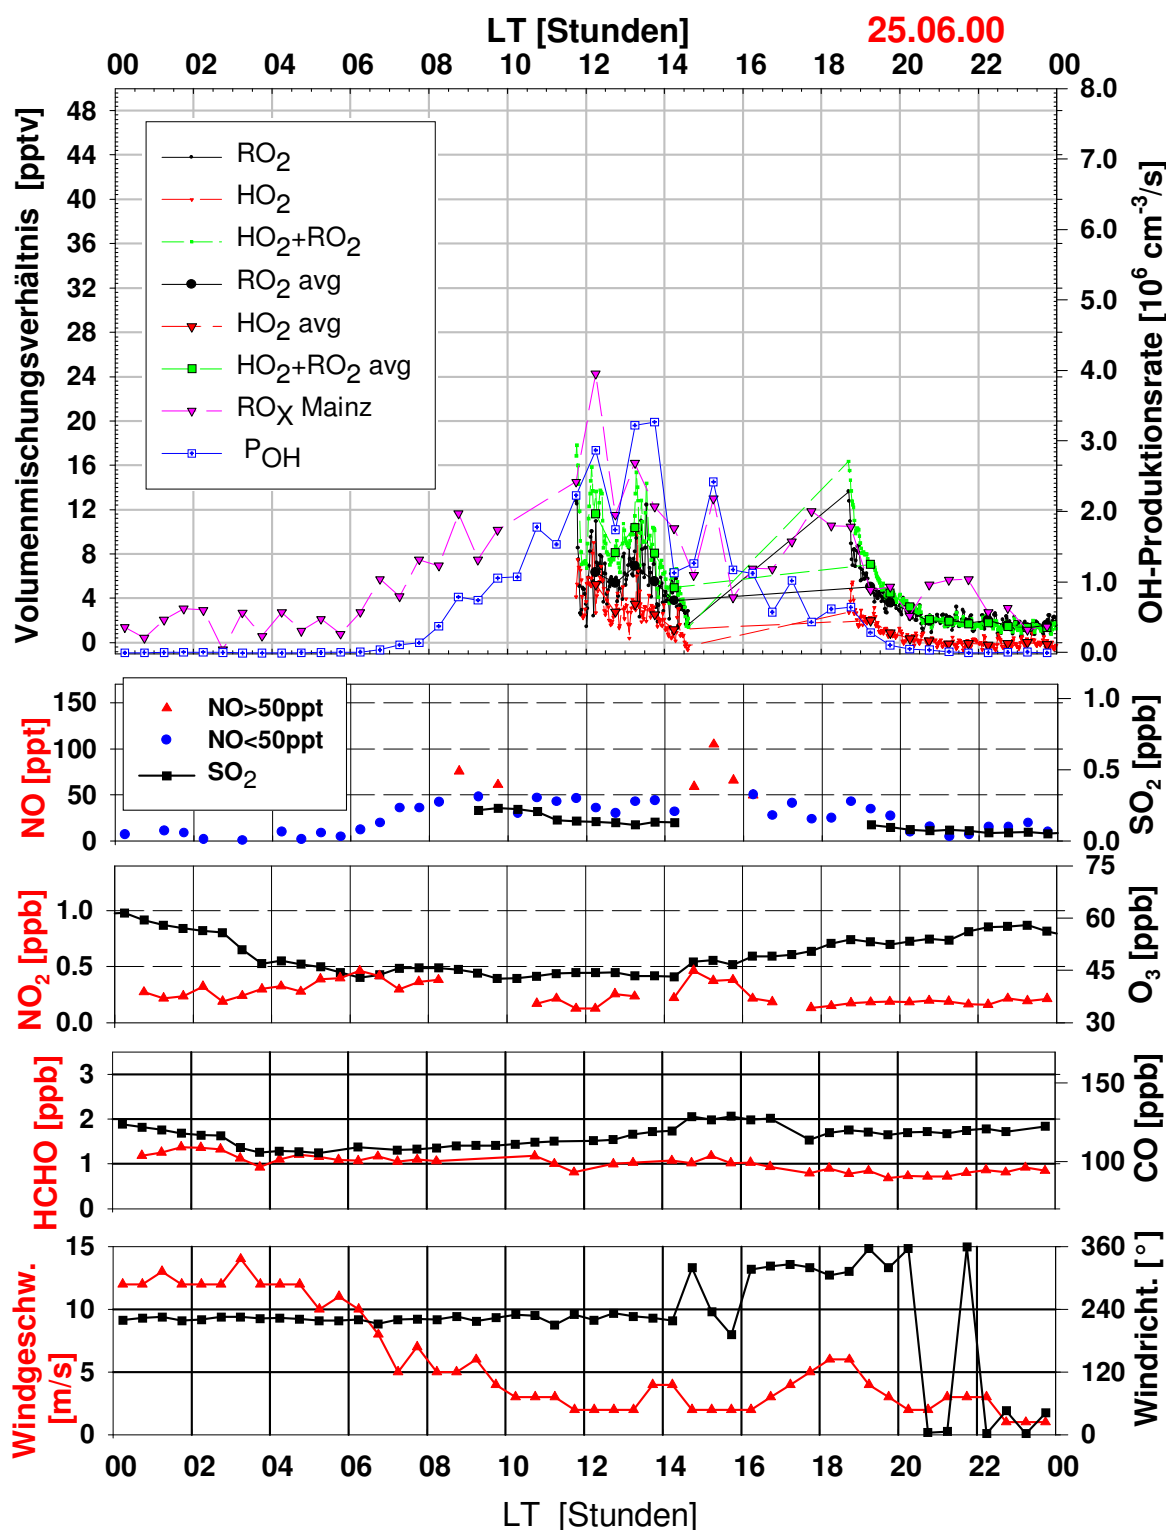 LT [Stunden] 25.06.00
00 02 04 06 08 10 12 14 16 18 20 22 00
Volumenmischungsverhältnis [pptv]
48
44
40
36
32
28
24
20
16
12
8
4
0
RO2
HO2
HO2+RO2
RO2 avg
HO2 avg
HO2+RO2 avg
ROX Mainz
POH
8.0
7.0
6.0
5.0
4.0
3.0
2.0
1.0
0.0
OH-Produktionsrate [10^6 cm^-3/s]
NO [ppt]
150
100
50
0
NO>50ppt
NO<50ppt
SO2
1.0
0.5
0.0
SO2 [ppb]
NO2 [ppb]
1.0
0.5
0.0
75
60
45
30
O3 [ppb]
HCHO [ppb]
3
2
1
0
150
100
CO [ppb]
Windgeschw.
[m/s]
15
10
5
0
360
240
120
0
Windricht. [°]
00 02 04 06 08 10 12 14 16 18 20 22 00
LT [Stunden]